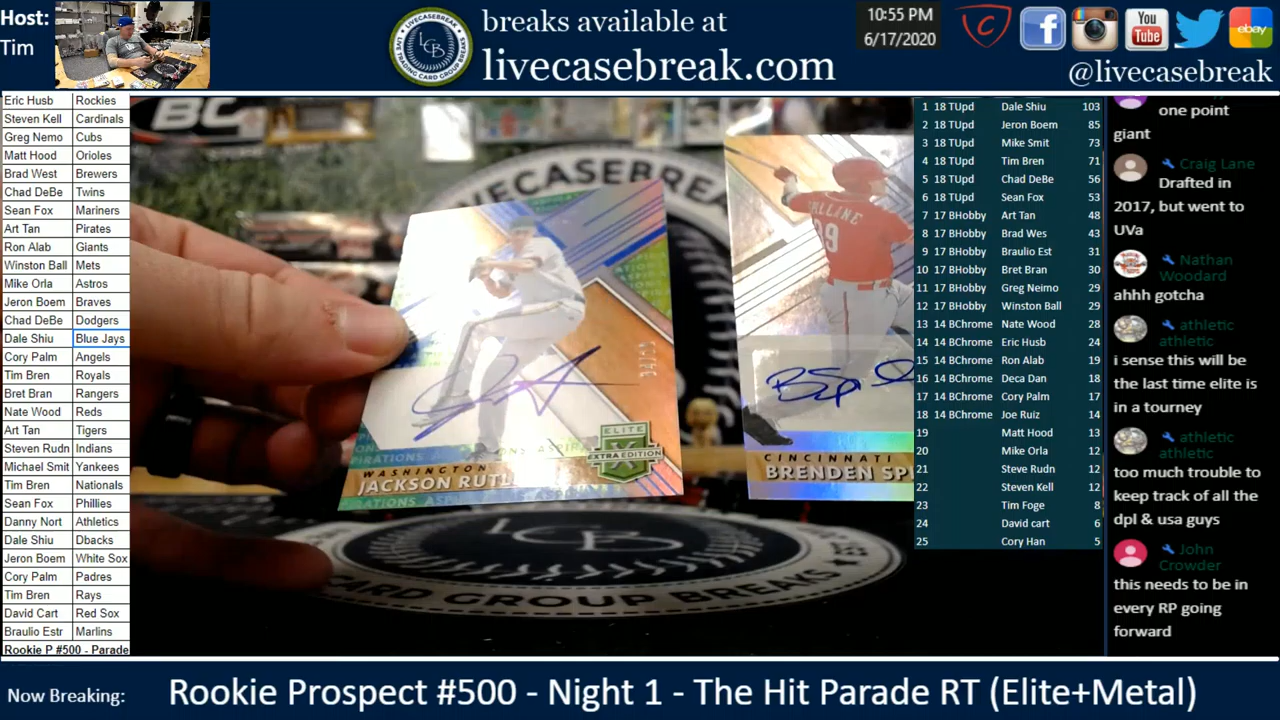 Host:
Tim
LCB
LIVECASEBREAK
TRADING CARD GROUP BREAKS
breaks available at
livecasebreak.com
10:55 PM
6/17/2020
You
Tube
ebay
@livecasebreak
Eric Husb Rockies
Steven Kell Cardinals
Greg Nemo Cubs
Matt Hood Orioles
Brad West Brewers
Chad DeBe Twins
Sean Fox Mariners
Art Tan Pirates
Ron Alab Giants
Winston Ball Mets
Mike Orla Astros
Jeron Boem Braves
Chad DeBe Dodgers
Dale Shiu Blue Jays
Cory Palm Angels
Tim Bren Royals
Bret Bran Rangers
Nate Wood Reds
Art Tan Tigers
Steven Rudn Indians
Michael Smit Yankees
Tim Bren Nationals
Sean Fox Phillies
Danny Nort Athletics
Dale Shiu Dbacks
Jeron Boem White Sox
Cory Palm Padres
Tim Bren Rays
David Cart Red Sox
Braulio Estr Marlins
Rookie P #500 - Parade
BC
LIVECASEBREAK
ELITE
EXTRA EDITION
WASHINGTON
JACKSON RUTL
CINCINNATI
BRENDEN SP
LCB
CARD GROUP BREAKS
1 18 TUpd Dale Shiu 103
2 18 TUpd Jeron Boem 85
3 18 TUpd Mike Smit 73
4 18 TUpd Tim Bren 71
5 18 TUpd Chad DeBe 56
6 18 TUpd Sean Fox 53
7 17 BHobby Art Tan 48
8 17 BHobby Brad Wes 43
9 17 BHobby Braulio Est 31
10 17 BHobby Bret Bran 30
11 17 BHobby Greg Neimo 29
12 17 BHobby Winston Ball 29
13 14 BChrome Nate Wood 28
14 14 BChrome Eric Husb 24
15 14 BChrome Ron Alab 19
16 14 BChrome Deca Dan 18
17 14 BChrome Cory Palm 17
18 14 BChrome Joe Ruiz 14
19 Matt Hood 13
20 Mike Orla 12
21 Steve Rudn 12
22 Steven Kell 12
23 Tim Foge 8
24 David cart 6
25 Cory Han 5
one point
giant
Craig Lane
Drafted in
2017, but went to
UVa
Nathan
Woodard
ahhh gotcha
athletic
athletic
i sense this will be
the last time elite is
in a tourney
athletic
athletic
too much trouble to
keep track of all the
dpl & usa guys
John
Crowder
this needs to be in
every RP going
forward
Now Breaking:
Rookie Prospect #500 - Night 1 - The Hit Parade RT (Elite+Metal)